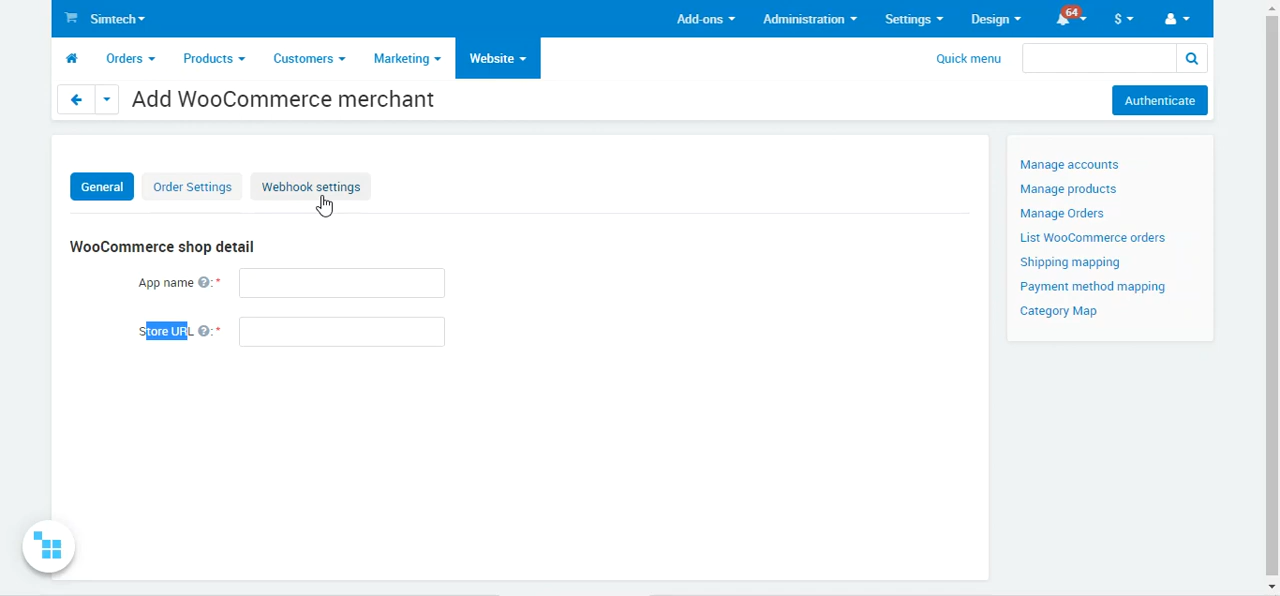 Simtech
Add-ons Administration Settings Design 64 $
Orders Products Customers Marketing Website Quick menu
Add WooCommerce merchant
Authenticate
General Order Settings Webhook settings
WooCommerce shop detail
App name ?: *
Store URL ?: *
Manage accounts
Manage products
Manage Orders
List WooCommerce orders
Shipping mapping
Payment method mapping
Category Map